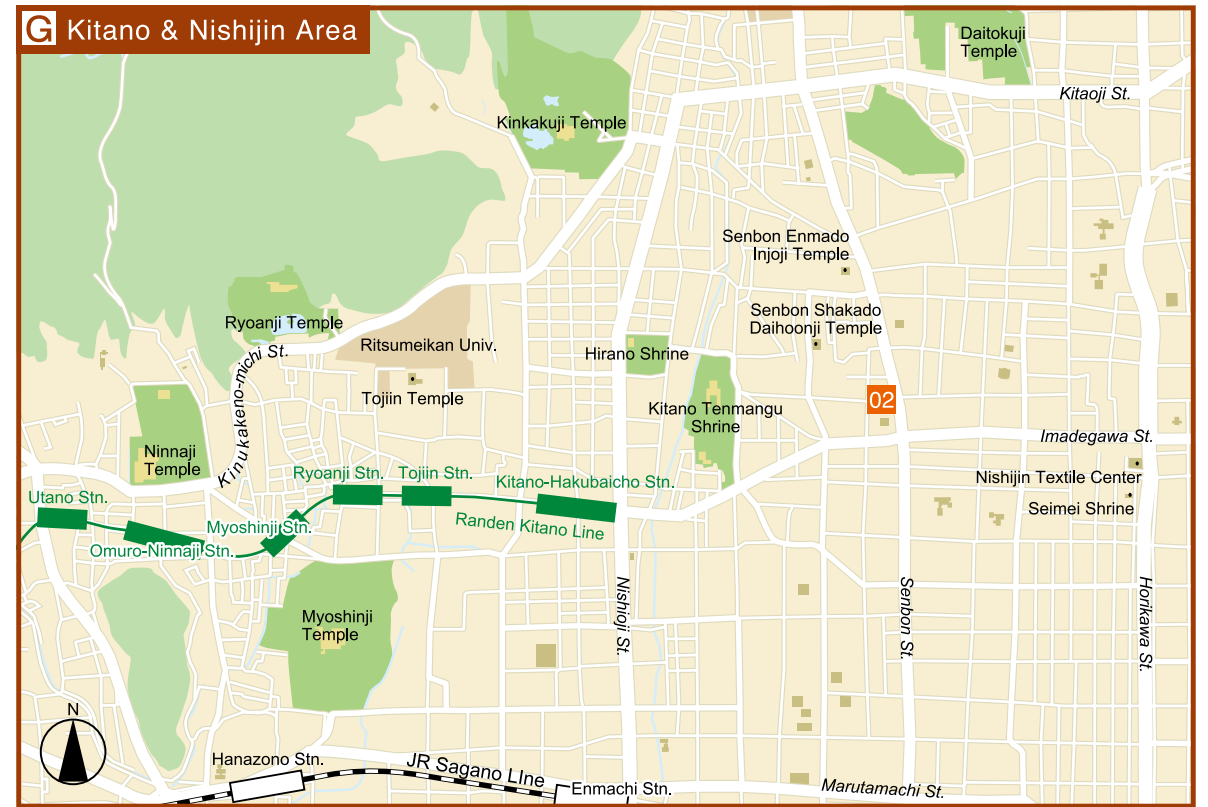 G Kitano & Nishijin Area
Daitokuji
Temple
Kitaoji St.
Kinkakuji Temple
Senbon Enmado
Injoji Temple
Ryoanji Temple
Senbon Shakado
Daihoonji Temple
Ritsumeikan Univ.
Hirano Shrine
Kinukakeno-michi St.
Tojiin Temple
Kitano Tenmangu
Shrine
02
Imadegawa St.
Ninnaji
Temple
Ryoanji Stn.
Tojiin Stn.
Kitano-Hakubaicho Stn.
Nishijin Textile Center
Seimei Shrine
Utano Stn.
Myoshinji Stn.
Randen Kitano Line
Omuro-Ninnaji Stn.
Myoshinji
Temple
Nishioji St.
Senbon St.
Horikawa St.
N
Hanazono Stn.
JR Sagano LIne
Enmachi Stn.
Marutamachi St.